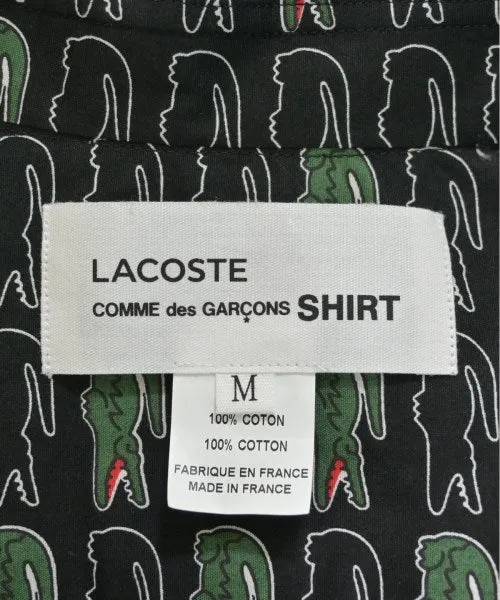 LACOSTE
COMME des GARÇONS SHIRT
M
100% COTON
100% COTTON
FABRIQUE EN FRANCE
MADE IN FRANCE